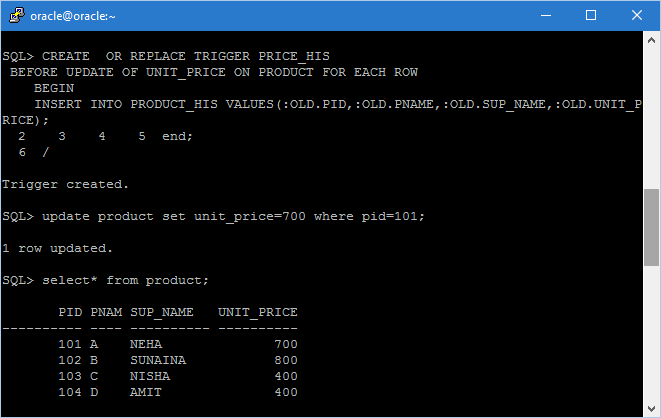 oracle@oracle:~
SQL> CREATE  OR REPLACE TRIGGER PRICE_HIS
 BEFORE UPDATE OF UNIT_PRICE ON PRODUCT FOR EACH ROW
    BEGIN
    INSERT INTO PRODUCT_HIS VALUES(:OLD.PID,:OLD.PNAME,:OLD.SUP_NAME,:OLD.UNIT_P
RICE);
  2    3    4    5  end;
  6  /
Trigger created.
SQL> update product set unit_price=700 where pid=101;
1 row updated.
SQL> select* from product;
       PID PNAM SUP_NAME   UNIT_PRICE
---------- ---- ---------- ----------
       101 A    NEHA              700
       102 B    SUNAINA           800
       103 C    NISHA             400
       104 D    AMIT              400